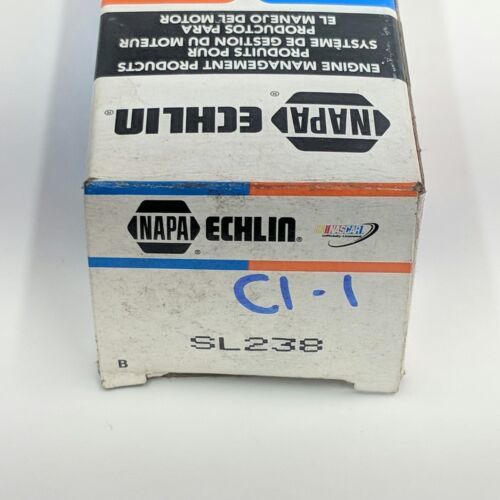 ENGINE MANAGEMENT PRODUCTS
PRODUITS POUR
SYSTÈME DE GESTION DU MOTEUR
PRODUCTOS PARA
EL MANEJO DEL MOTOR
NAPA ® ECHLIN ®
NAPA ® ECHLIN ® NASCAR
C1-1
SL238
B